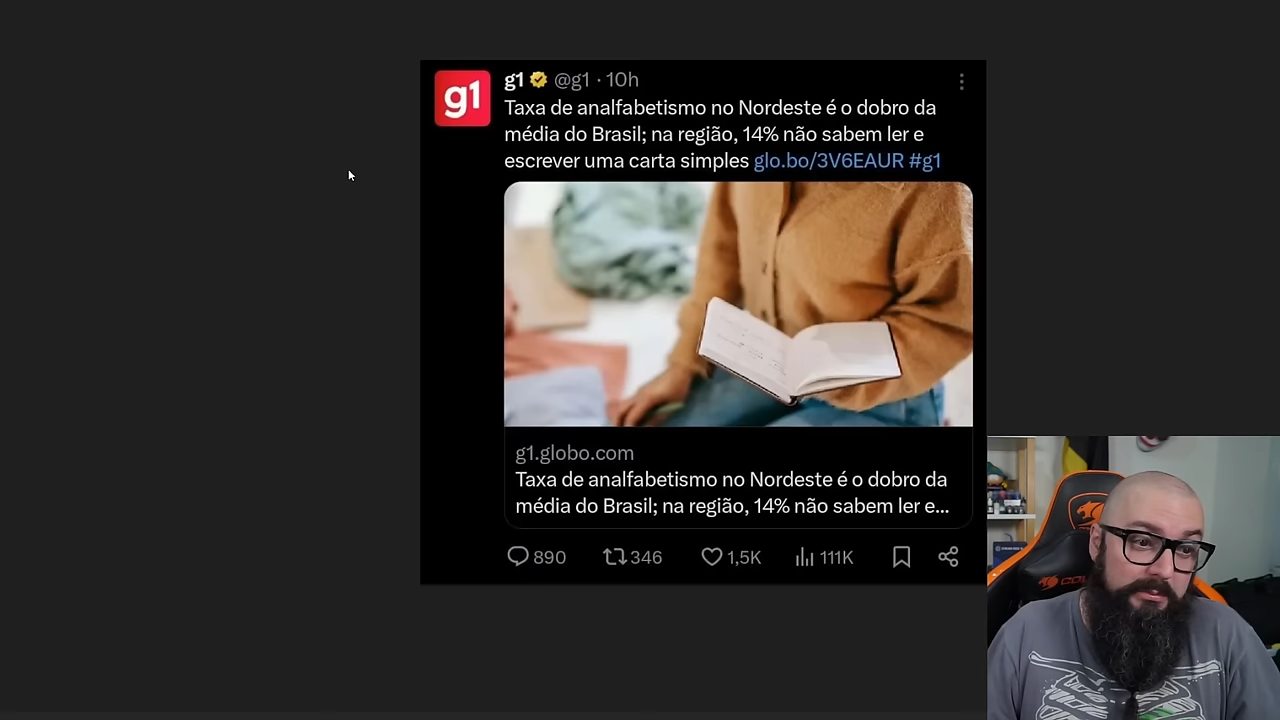 g1
g1 @g1 · 10h
Taxa de analfabetismo no Nordeste é o dobro da
média do Brasil; na região, 14% não sabem ler e
escrever uma carta simples glo.bo/3V6EAUR #g1
g1.globo.com
Taxa de analfabetismo no Nordeste é o dobro da
média do Brasil; na região, 14% não sabem ler e...
890 346 1,5K 111K